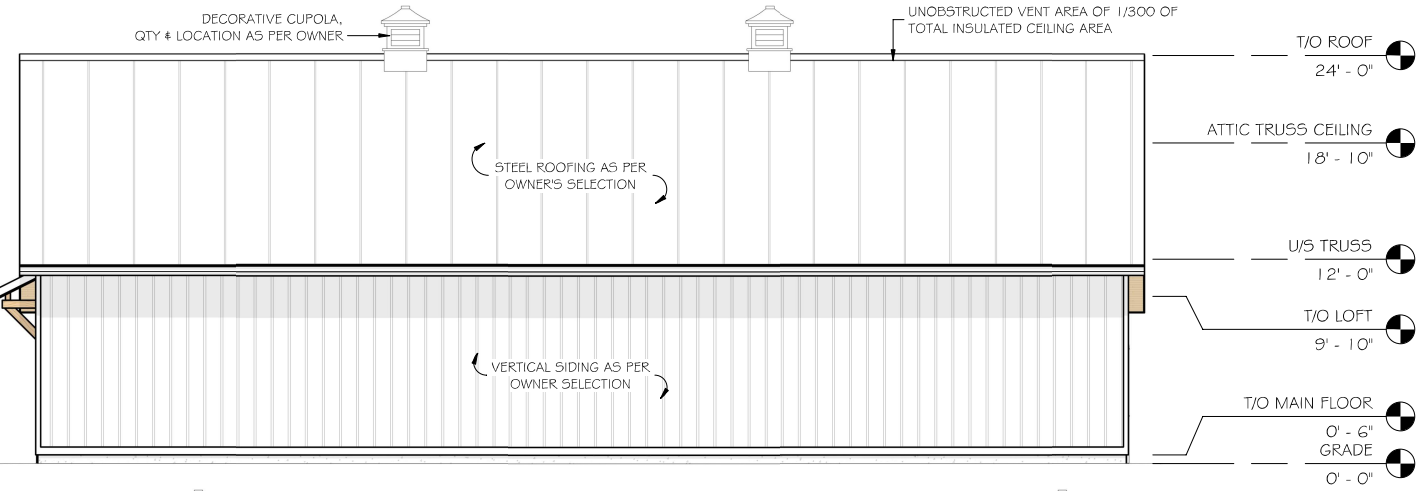 DECORATIVE CUPOLA,
QTY & LOCATION AS PER OWNER
UNOBSTRUCTED VENT AREA OF 1/300 OF
TOTAL INSULATED CEILING AREA
T/O ROOF
24' - 0"
ATTIC TRUSS CEILING
18' - 10"
STEEL ROOFING AS PER
OWNER'S SELECTION
U/S TRUSS
12' - 0"
T/O LOFT
9' - 10"
VERTICAL SIDING AS PER
OWNER SELECTION
T/O MAIN FLOOR
0' - 6"
GRADE
0' - 0"